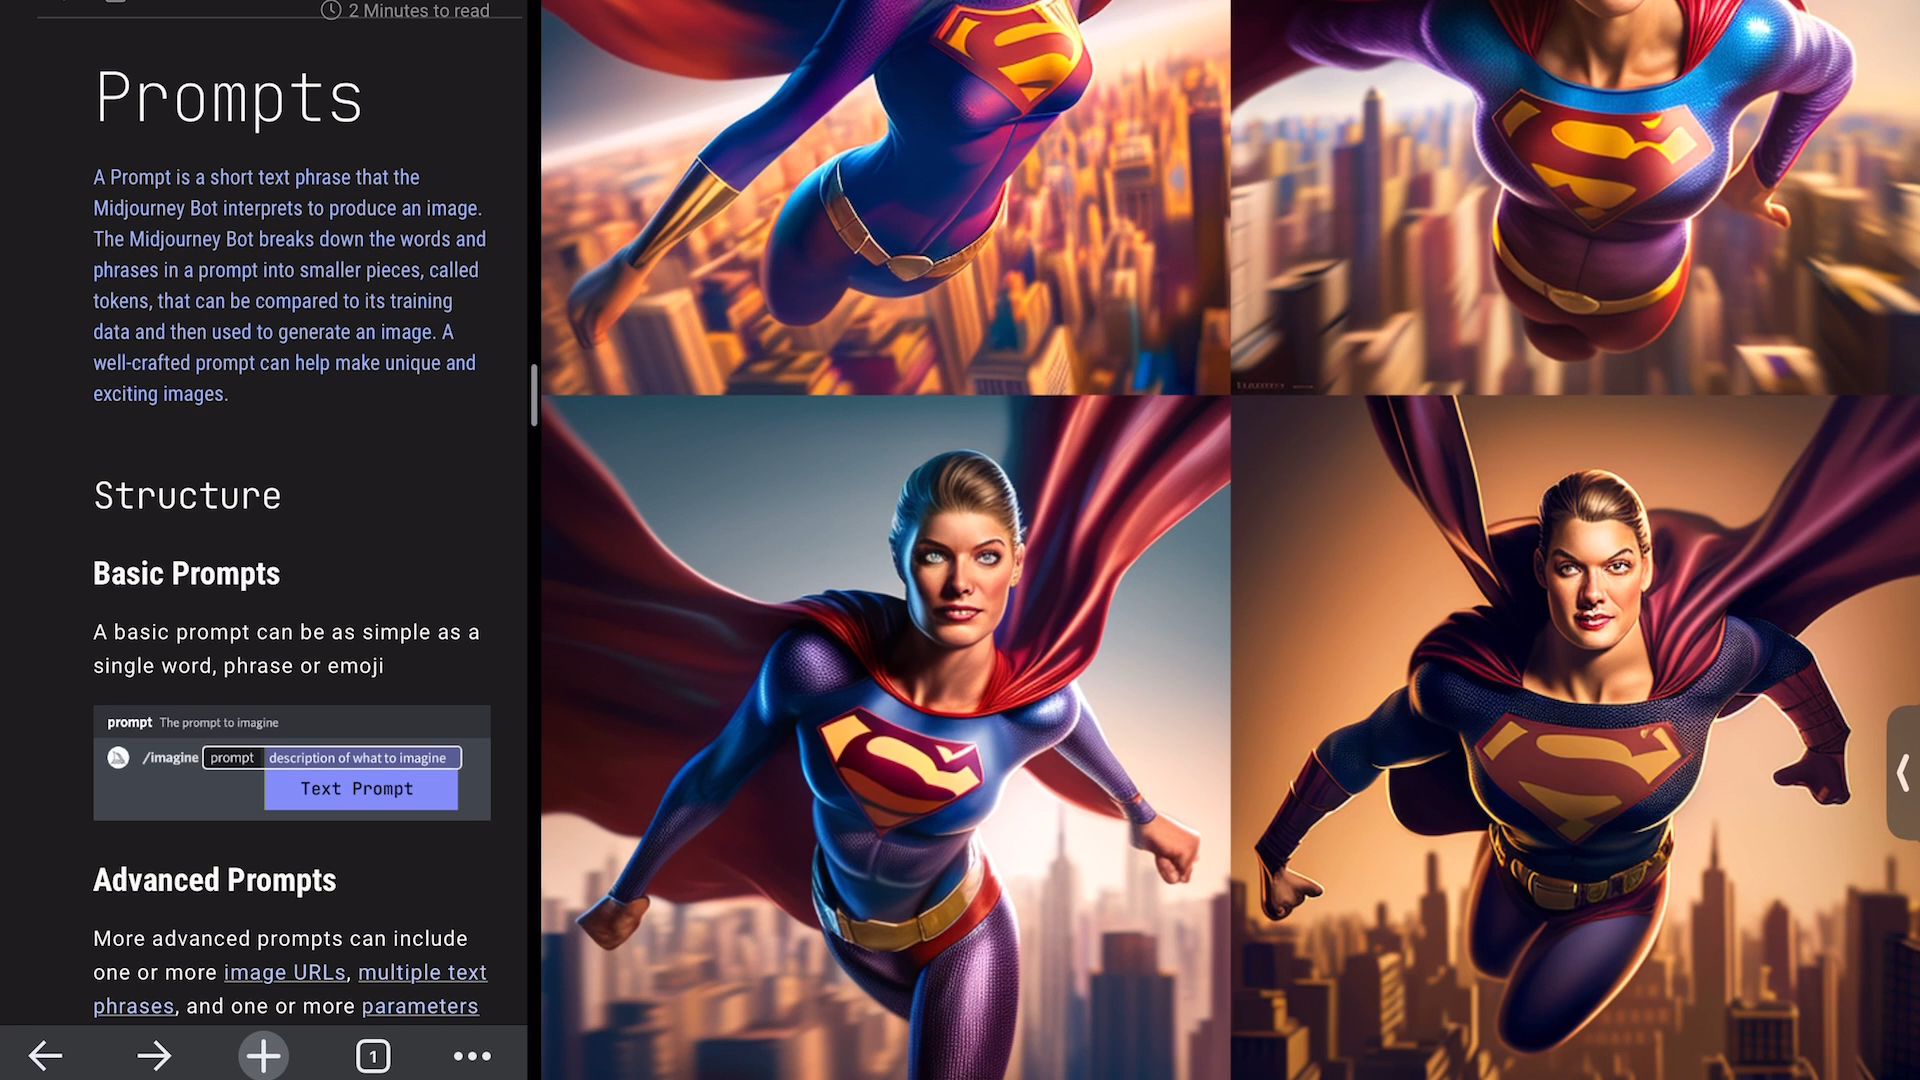 2 Minutes to read
Prompts
A Prompt is a short text phrase that the
Midjourney Bot interprets to produce an image.
The Midjourney Bot breaks down the words and
phrases in a prompt into smaller pieces, called
tokens, that can be compared to its training
data and then used to generate an image. A
well-crafted prompt can help make unique and
exciting images.
Structure
Basic Prompts
A basic prompt can be as simple as a
single word, phrase or emoji
prompt The prompt to imagine
/imagine prompt description of what to imagine
Text Prompt
Advanced Prompts
More advanced prompts can include
one or more image URLs, multiple text
phrases, and one or more parameters
1